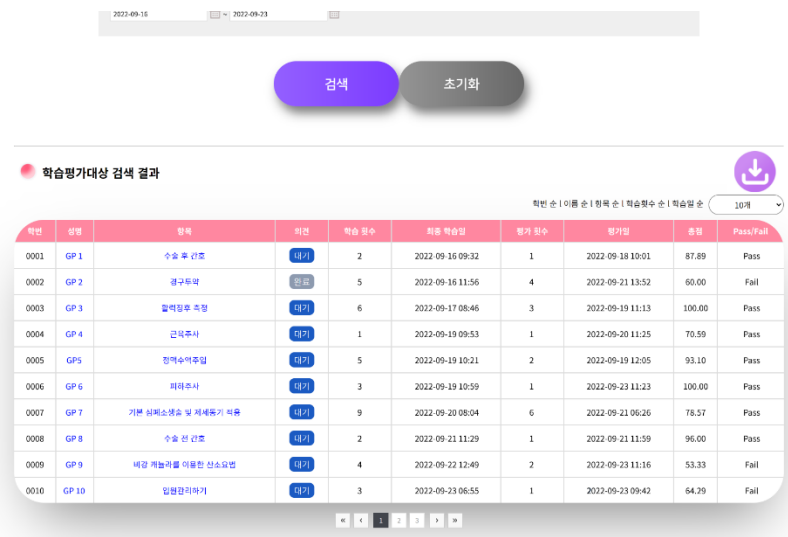 2022-09-16 ~ 2022-09-23
검색 초기화
학습평가대상 검색 결과
학번 순 l 이름 순 l 항목 순 l 학습횟수 순 l 학습일 순 10개
학번 성명 항목 의견 학습 횟수 최종 학습일 평가 횟수 평가일 총점 Pass/Fail
0001 GP 1 수술 후 간호 대기 2 2022-09-16 09:32 1 2022-09-18 10:01 87.89 Pass
0002 GP 2 경구투약 완료 5 2022-09-16 11:56 4 2022-09-21 13:52 60.00 Fail
0003 GP 3 활력징후 측정 대기 6 2022-09-17 08:46 3 2022-09-19 11:13 100.00 Pass
0004 GP 4 근육주사 대기 1 2022-09-19 09:53 1 2022-09-20 11:25 70.59 Pass
0005 GP5 정맥수액주입 대기 5 2022-09-19 10:21 2 2022-09-19 12:05 93.10 Pass
0006 GP 6 피하주사 대기 3 2022-09-19 10:59 1 2022-09-23 11:23 100.00 Pass
0007 GP 7 기본 심폐소생술 및 제세동기 적용 대기 9 2022-09-20 08:04 6 2022-09-21 06:26 78.57 Pass
0008 GP 8 수술 전 간호 대기 2 2022-09-21 11:29 1 2022-09-21 11:59 96.00 Pass
0009 GP 9 비강 캐뉼라를 이용한 산소요법 대기 4 2022-09-22 12:49 2 2022-09-23 11:16 53.33 Fail
0010 GP 10 입원관리하기 대기 3 2022-09-23 06:55 1 2022-09-23 09:42 64.29 Fail
« ‹ 1 2 3 › »